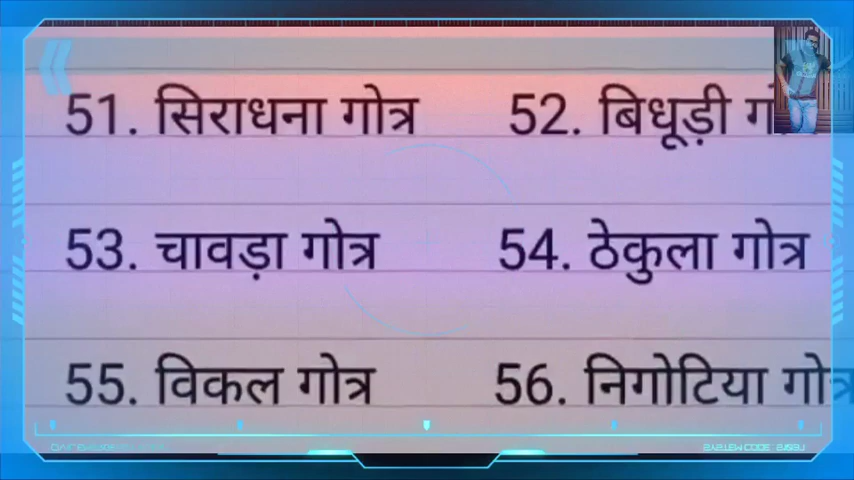 51. सिराधना गोत्र 52. बिधूड़ी
53. चावड़ा गोत्र 54. ठेकुला गोत्र
55. विकल गोत्र 56. निगोटिया गोत्र